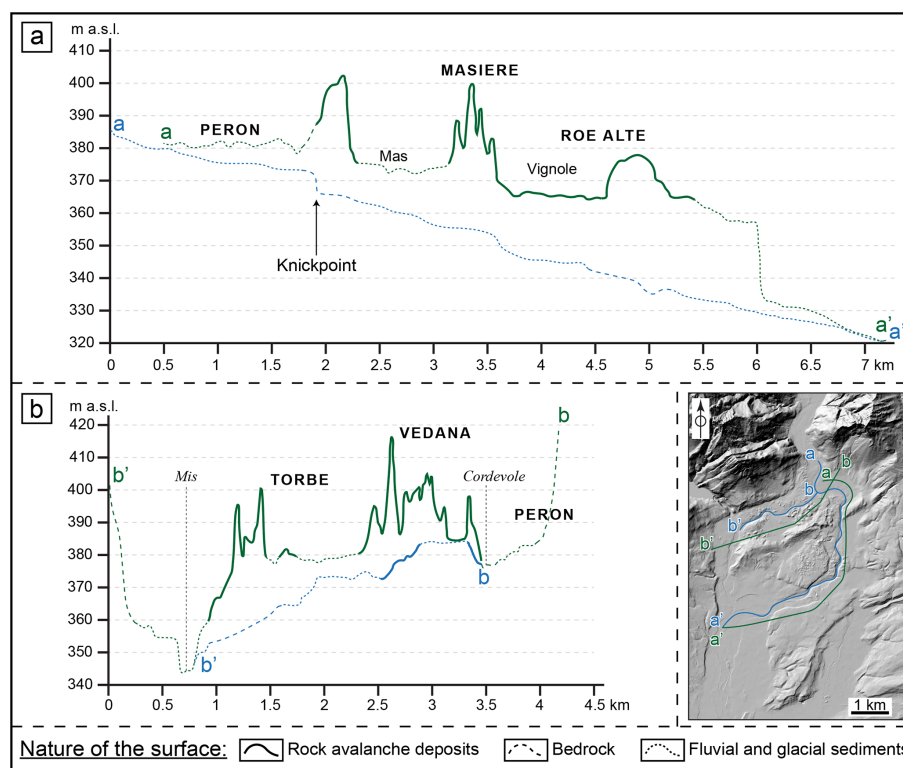 a
m a.s.l.
410
400
390
380
370
360
350
340
330
320
a
a
PERON
MASIERE
ROE ALTE
Mas
Vignole
Knickpoint
a'
a'
0 0.5 1 1.5 2 2.5 3 3.5 4 4.5 5 5.5 6 6.5 7 km
b
m a.s.l.
420
400
380
360
340
b'
Mis
TORBE
VEDANA
Cordevole
PERON
b
b
b'
0 0.5 1 1.5 2 2.5 3 3.5 4 4.5 km
a
a
b
b
b'
b'
a'
a'
1 km
Nature of the surface: Rock avalanche deposits Bedrock Fluvial and glacial sediments